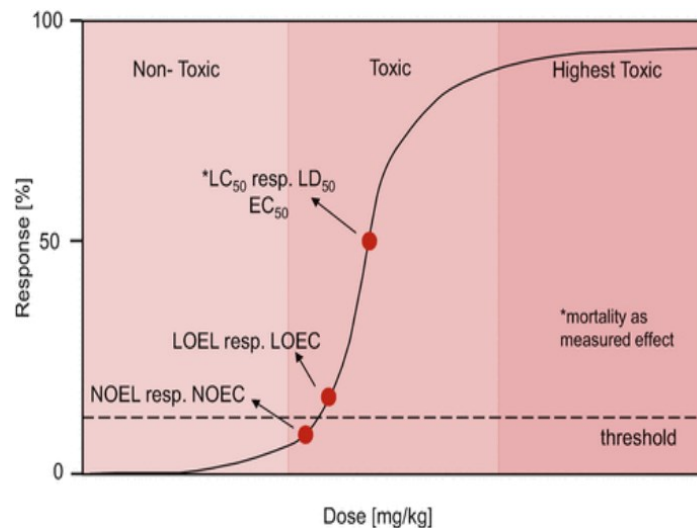 100
Non- Toxic
Toxic
Highest Toxic
*LC₅₀ resp. LD₅₀
EC₅₀
Response [%]
50
*mortality as
measured effect
LOEL resp. LOEC
NOEL resp. NOEC
threshold
0
Dose [mg/kg]